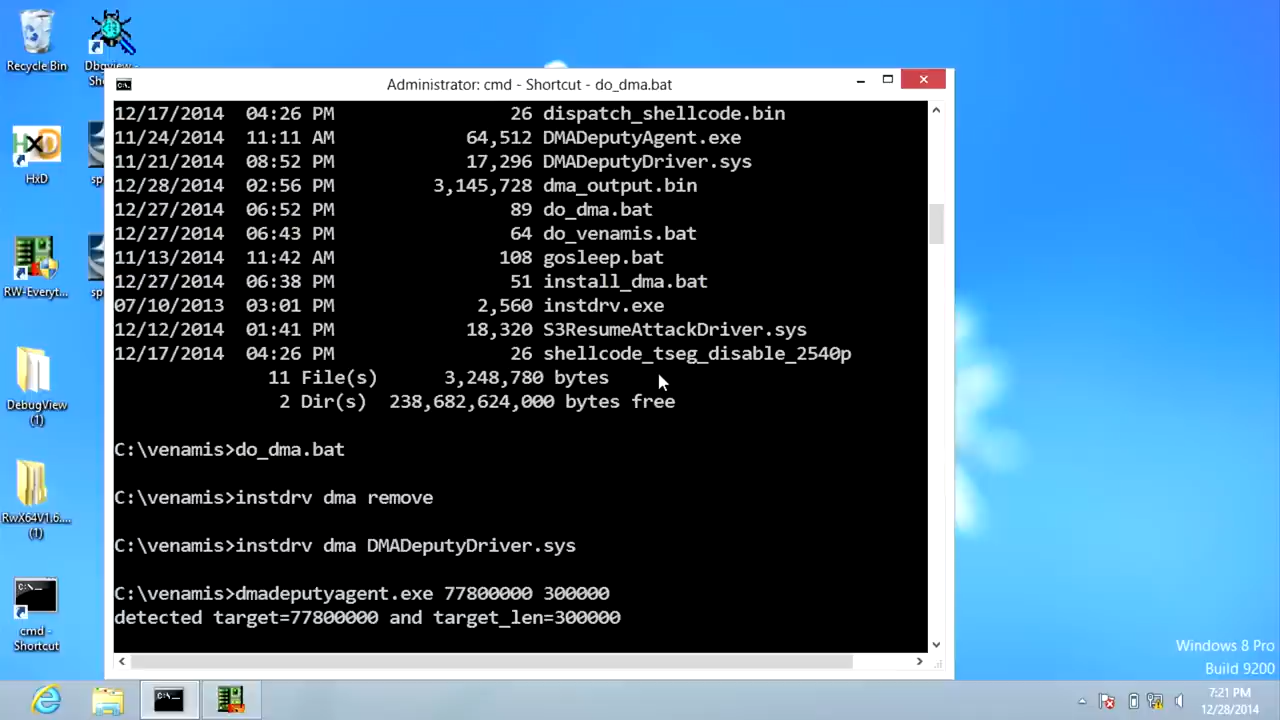 Recycle Bin
Dbgview -
Sh
HxD
sp
RW-Everyt...
sp
DebugView
(1)
RwX64V1.6....
(1)
cmd -
Shortcut
Administrator: cmd - Shortcut - do_dma.bat
12/17/2014  04:26 PM                26 dispatch_shellcode.bin
11/24/2014  11:11 AM            64,512 DMADeputyAgent.exe
11/21/2014  08:52 PM            17,296 DMADeputyDriver.sys
12/28/2014  02:56 PM         3,145,728 dma_output.bin
12/27/2014  06:52 PM                89 do_dma.bat
12/27/2014  06:43 PM                64 do_venamis.bat
11/13/2014  11:42 AM               108 gosleep.bat
12/27/2014  06:38 PM                51 install_dma.bat
07/10/2013  03:01 PM             2,560 instdrv.exe
12/12/2014  01:41 PM            18,320 S3ResumeAttackDriver.sys
12/17/2014  04:26 PM                26 shellcode_tseg_disable_2540p
11 File(s)      3,248,780 bytes
2 Dir(s)  238,682,624,000 bytes free
C:\venamis>do_dma.bat
C:\venamis>instdrv dma remove
C:\venamis>instdrv dma DMADeputyDriver.sys
C:\venamis>dmadeputyagent.exe 77800000 300000
detected target=77800000 and target_len=300000
Windows 8 Pro
Build 9200
7:21 PM
12/28/2014